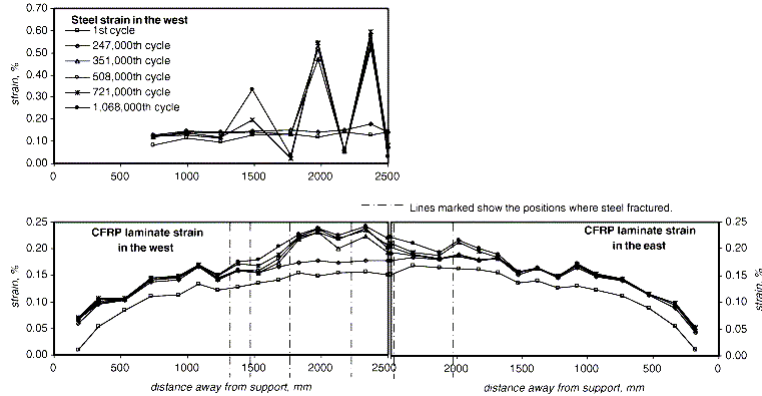 0.70
0.60
0.50
0.40
0.30
0.20
0.10
0.00
strain, %
Steel strain in the west
1st cycle
247,000th cycle
351,000th cycle
508,000th cycle
721,000th cycle
1,068,000th cycle
0 500 1000 1500 2000 2500
Lines marked show the positions where steel fractured.
0.25
0.20
0.15
0.10
0.05
0.00
strain, %
CFRP laminate strain
in the west
CFRP laminate strain
in the east
0.25
0.20
0.15
0.10
0.05
0.00
strain, %
0 500 1000 1500 2000 2500 2000 1500 1000 500 0
distance away from support, mm
distance away from support, mm